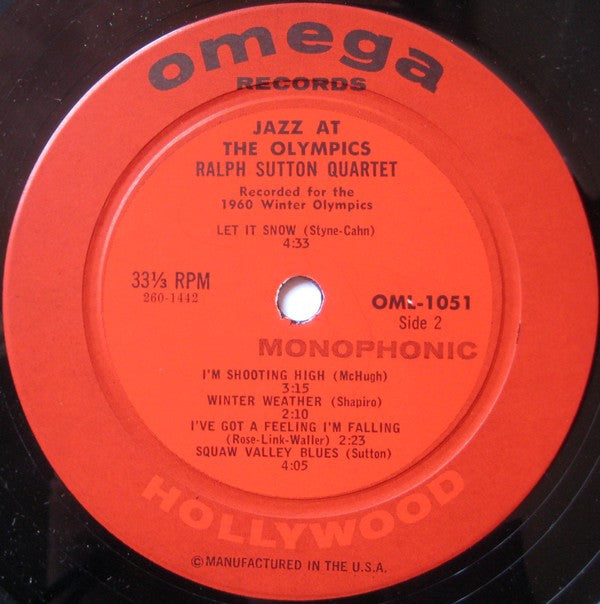 omega
RECORDS
JAZZ AT
THE OLYMPICS
RALPH SUTTON QUARTET
Recorded for the
1960 Winter Olympics
LET IT SNOW (Styne-Cahn)
4:33
33⅓ RPM
260-1442
OML-1051
Side 2
MONOPHONIC
I'M SHOOTING HIGH (McHugh)
3:15
WINTER WEATHER (Shapiro)
2:10
I'VE GOT A FEELING I'M FALLING
(Rose-Link-Waller) 2:23
SQUAW VALLEY BLUES (Sutton)
4:05
HOLLYWOOD
©MANUFACTURED IN THE U.S.A.